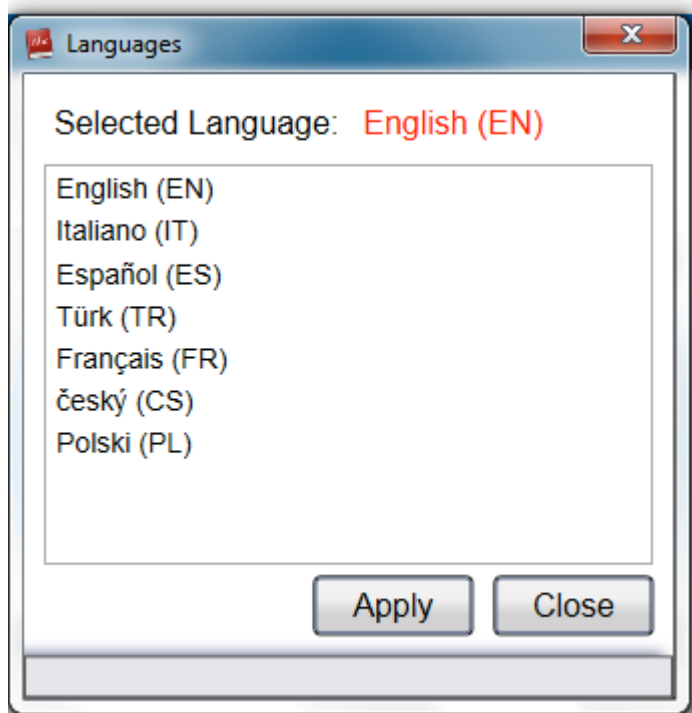 Languages
Selected Language: English (EN)
English (EN)
Italiano (IT)
Español (ES)
Türk (TR)
Français (FR)
český (CS)
Polski (PL)
Apply Close